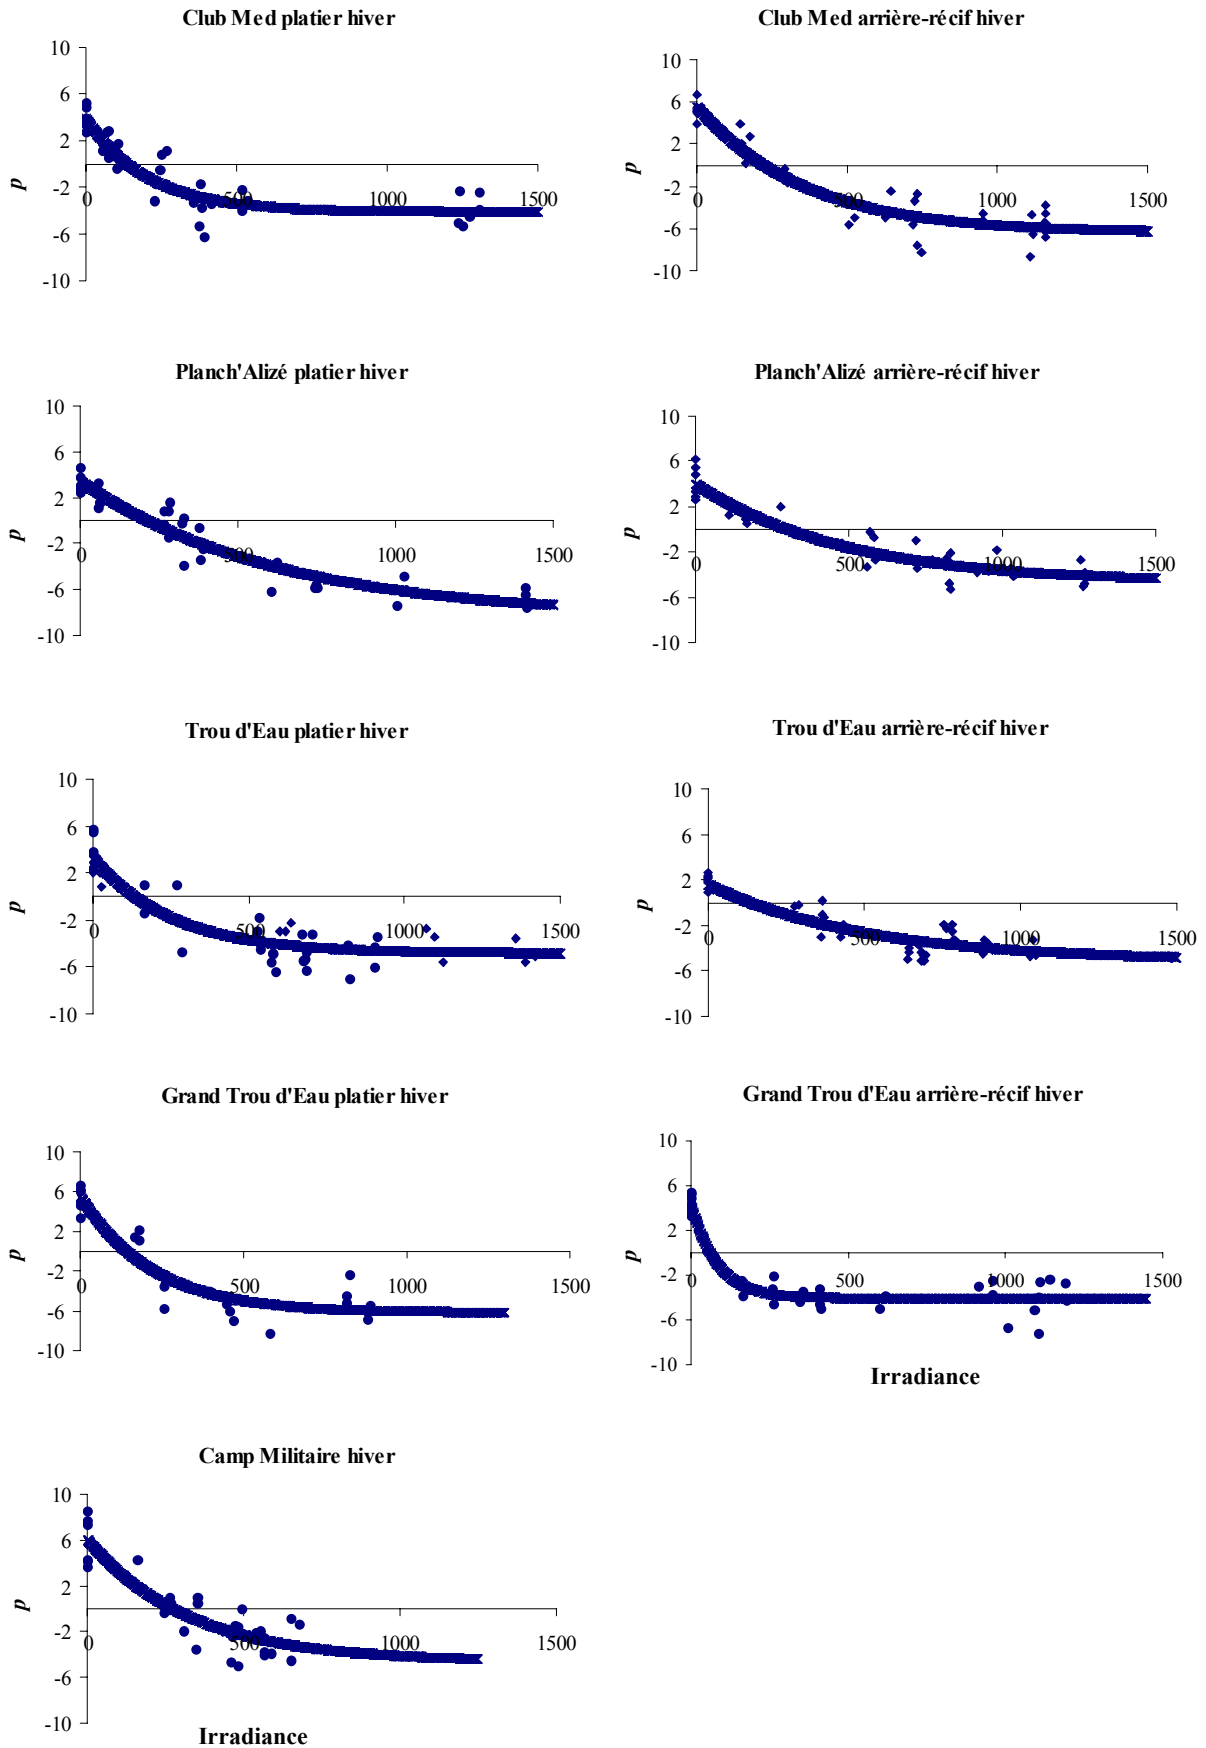 Club Med platier hiver
10
6
2
-2
-6
-10
0 500 1000 1500
p
Club Med arrière-récif hiver
10
6
2
-2
-6
-10
0 500 1000 1500
Planch'Alizé platier hiver
10
6
2
-2
-6
-10
0 500 1000 1500
p
Planch'Alizé arrière-récif hiver
10
6
2
-2
-6
-10
0 500 1000 1500
p
Trou d'Eau platier hiver
10
6
2
-2
-6
-10
0 500 1000 1500
p
Trou d'Eau arrière-récif hiver
10
6
2
-2
-6
-10
0 500 1000 1500
p
Grand Trou d'Eau platier hiver
10
6
2
-2
-6
-10
0 500 1000 1500
p
Grand Trou d'Eau arrière-récif hiver
10
6
2
-2
-6
-10
0 500 1000 1500
p
Irradiance
Camp Militaire hiver
10
6
2
-2
-6
-10
0 500 1000 1500
p
Irradiance